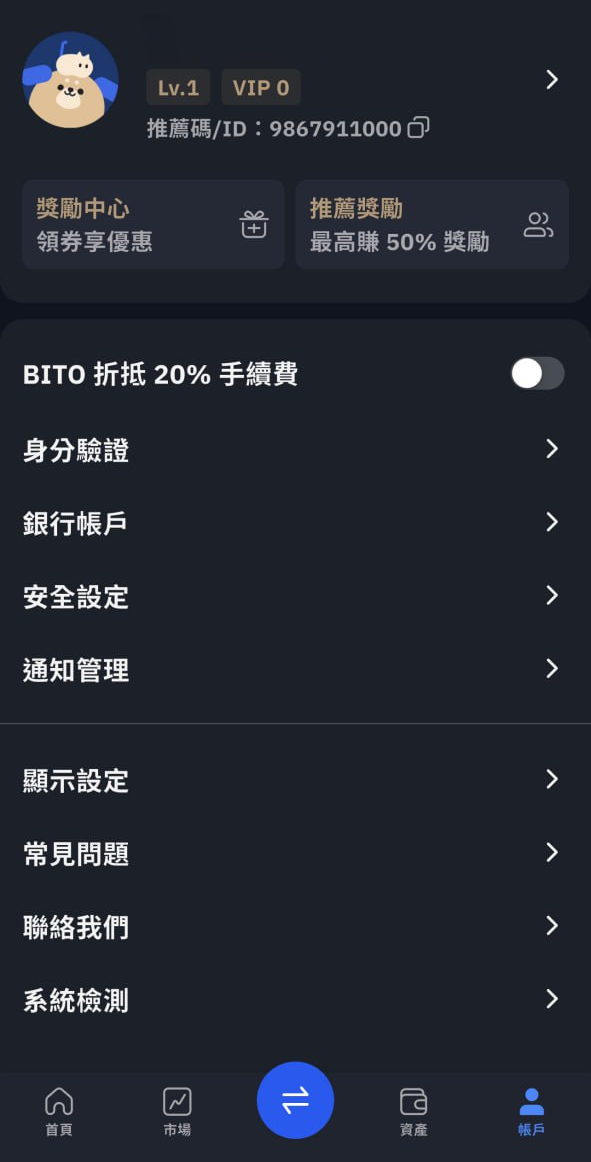 Lv.1 VIP 0
推薦碼/ID：9867911000
獎勵中心
領券享優惠
推薦獎勵
最高賺 50% 獎勵
BITO 折抵 20% 手續費
身分驗證
銀行帳戶
安全設定
通知管理
顯示設定
常見問題
聯絡我們
系統檢測
首頁
市場
資產
帳戶